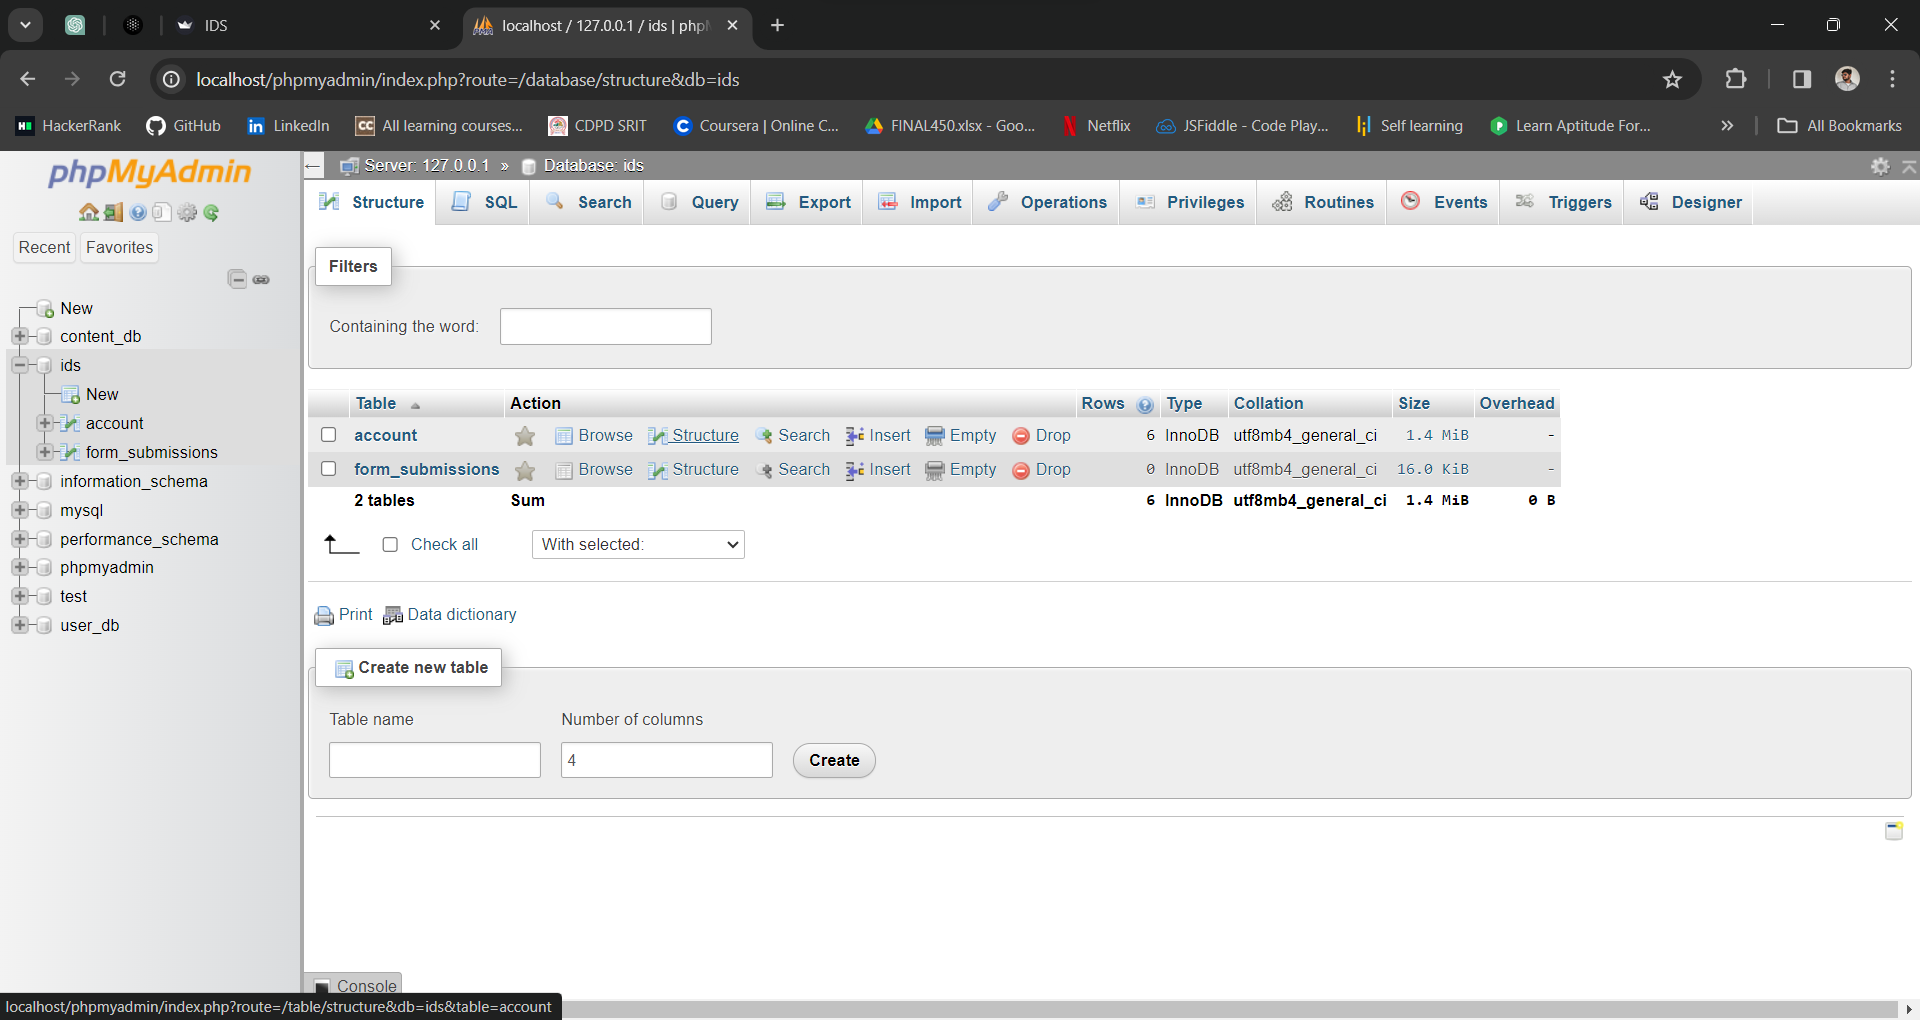 IDS
localhost / 127.0.0.1 / ids | phpM
localhost/phpmyadmin/index.php?route=/database/structure&db=ids
HackerRank GitHub LinkedIn All learning courses... CDPD SRIT Coursera | Online C... FINAL450.xlsx - Goo... Netflix JSFiddle - Code Play... Self learning Learn Aptitude For... » All Bookmarks
phpMyAdmin
Recent Favorites
New
content_db
ids
New
account
form_submissions
information_schema
mysql
performance_schema
phpmyadmin
test
user_db
Server: 127.0.0.1 » Database: ids
Structure SQL Search Query Export Import Operations Privileges Routines Events Triggers Designer
Filters
Containing the word:
Table Action Rows Type Collation Size Overhead
account Browse Structure Search Insert Empty Drop 6 InnoDB utf8mb4_general_ci 1.4 MiB -
form_submissions Browse Structure Search Insert Empty Drop 0 InnoDB utf8mb4_general_ci 16.0 KiB -
2 tables Sum 6 InnoDB utf8mb4_general_ci 1.4 MiB 0 B
Check all With selected:
Print Data dictionary
Create new table
Table name Number of columns
4 Create
Console
localhost/phpmyadmin/index.php?route=/table/structure&db=ids&table=account